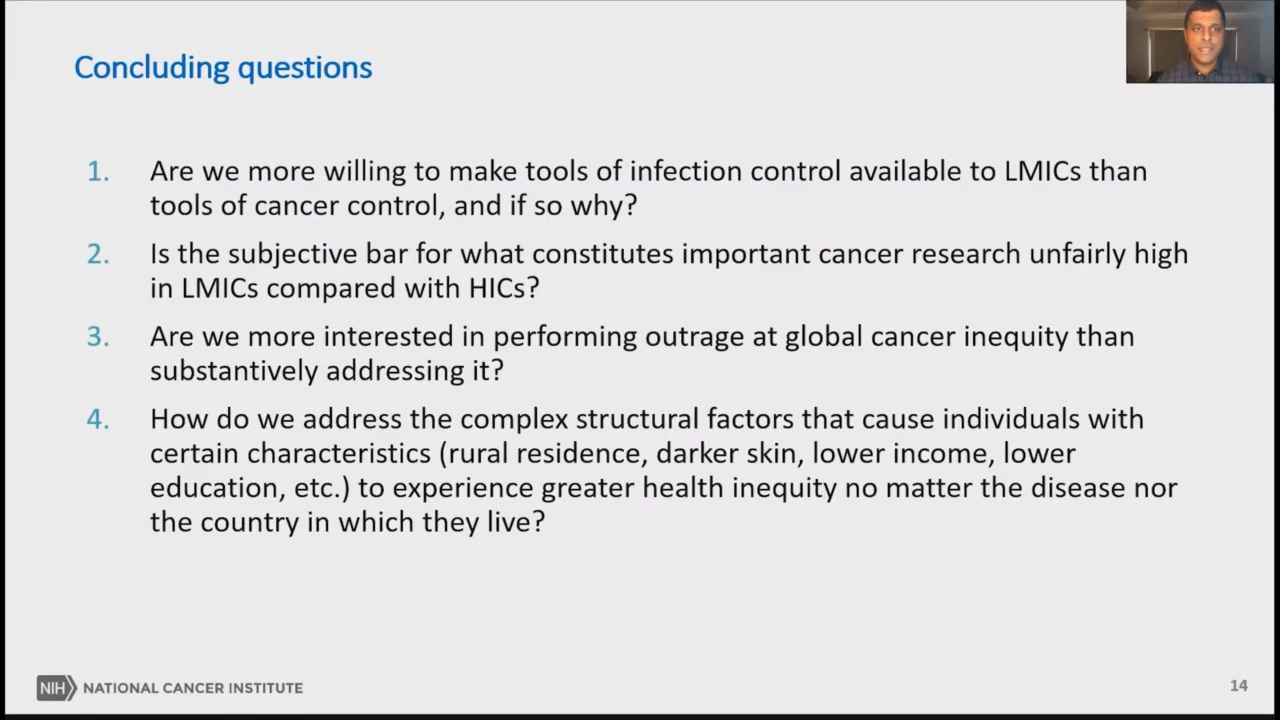 Concluding questions
1. Are we more willing to make tools of infection control available to LMICs than
tools of cancer control, and if so why?
2. Is the subjective bar for what constitutes important cancer research unfairly high
in LMICs compared with HICs?
3. Are we more interested in performing outrage at global cancer inequity than
substantively addressing it?
4. How do we address the complex structural factors that cause individuals with
certain characteristics (rural residence, darker skin, lower income, lower
education, etc.) to experience greater health inequity no matter the disease nor
the country in which they live?
NIH NATIONAL CANCER INSTITUTE
14